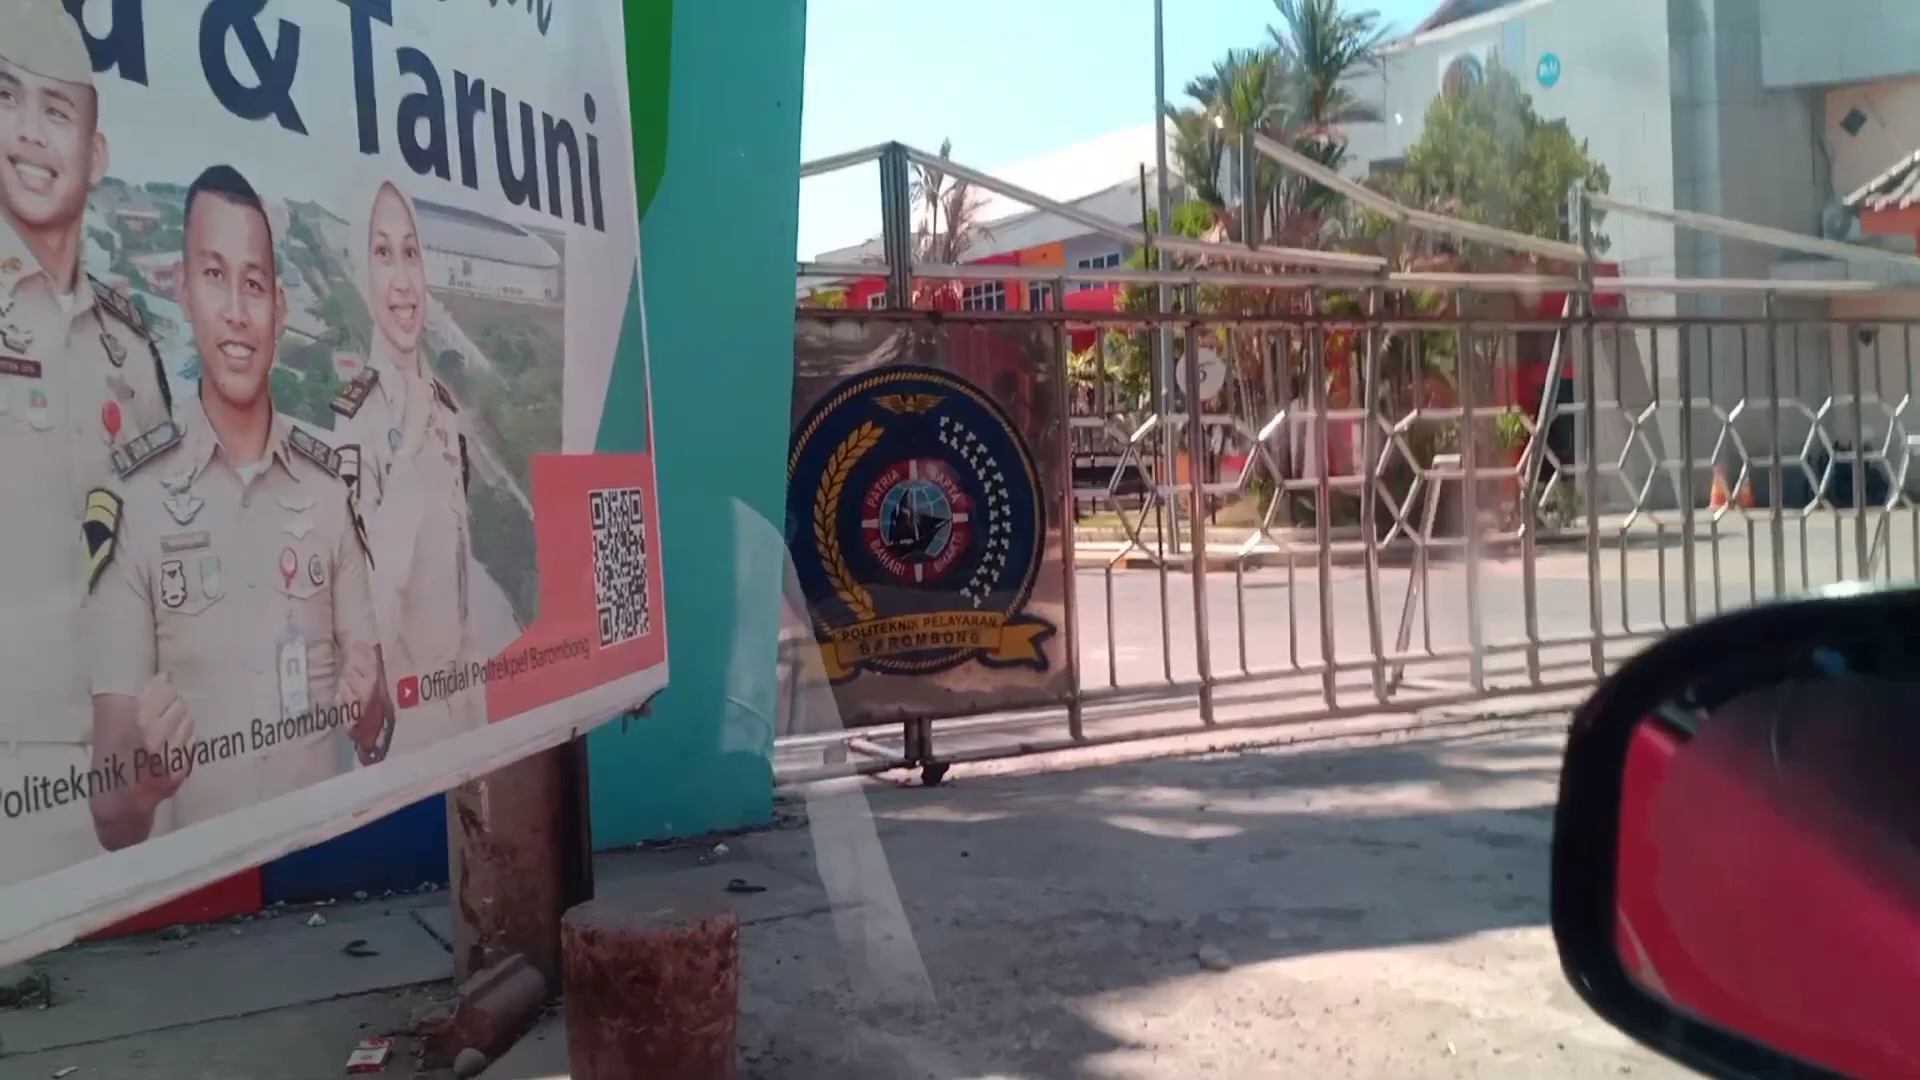 & Taruni
Politeknik Pelayaran Barombong
Official Poltekpel Barombong
PATRIA
BAHARI
POLITEKNIK PELAYARAN
BAROMBONG